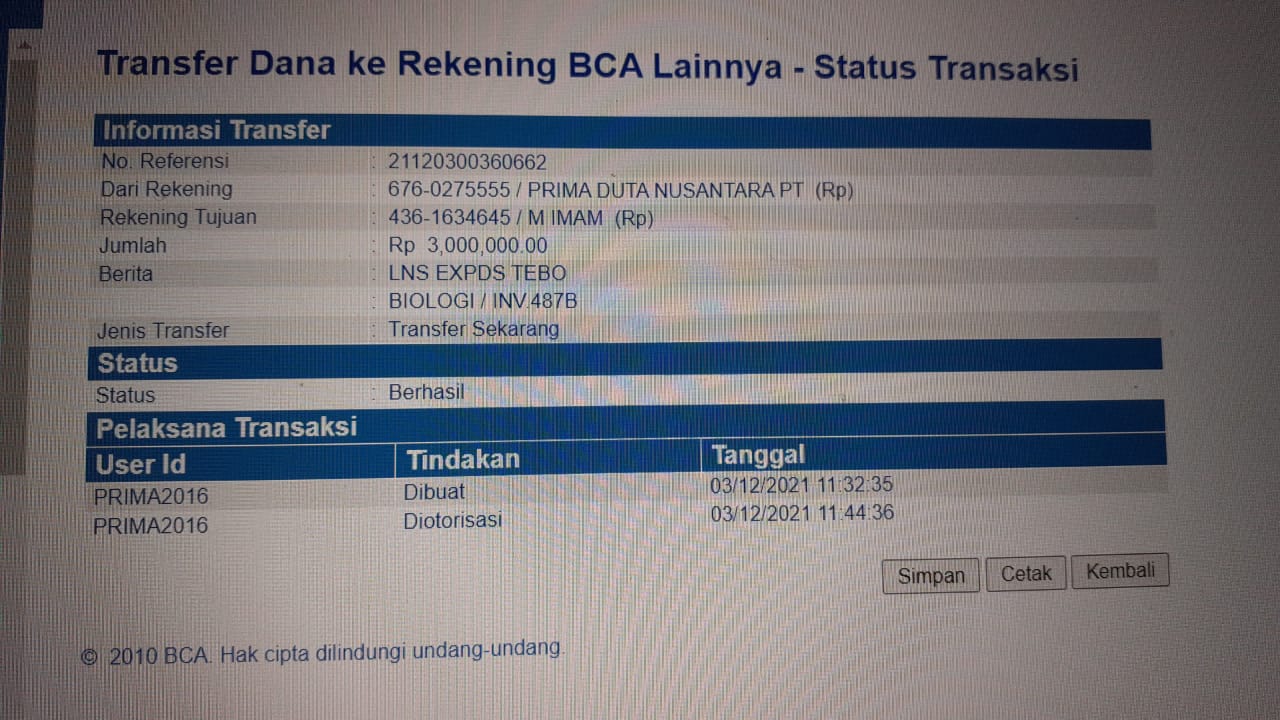 Transfer Dana ke Rekening BCA Lainnya - Status Transaksi
Informasi Transfer
No. Referensi : 21120300360662
Dari Rekening : 676-0275555 / PRIMA DUTA NUSANTARA PT (Rp)
Rekening Tujuan : 436-1634645 / M IMAM (Rp)
Jumlah : Rp 3,000,000.00
Berita : LNS EXPDS TEBO
: BIOLOGI / INV.487B
Jenis Transfer : Transfer Sekarang
Status
Status : Berhasil
Pelaksana Transaksi
User Id Tindakan Tanggal
PRIMA2016 Dibuat 03/12/2021 11:32:35
PRIMA2016 Diotorisasi 03/12/2021 11:44:36
Simpan Cetak Kembali
© 2010 BCA. Hak cipta dilindungi undang-undang.